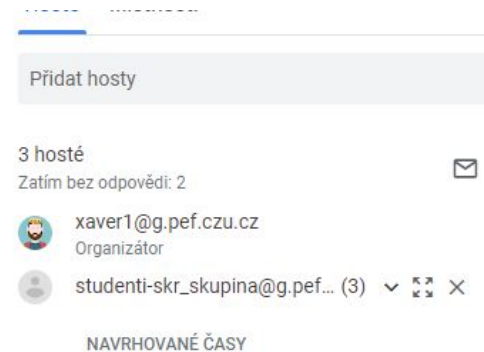 Přidat hosty
3 hosté
Zatím bez odpovědi: 2
xaver1@g.pef.czu.cz
Organizátor
studenti-skr_skupina@g.pef... (3)
NAVRHOVANÉ ČASY